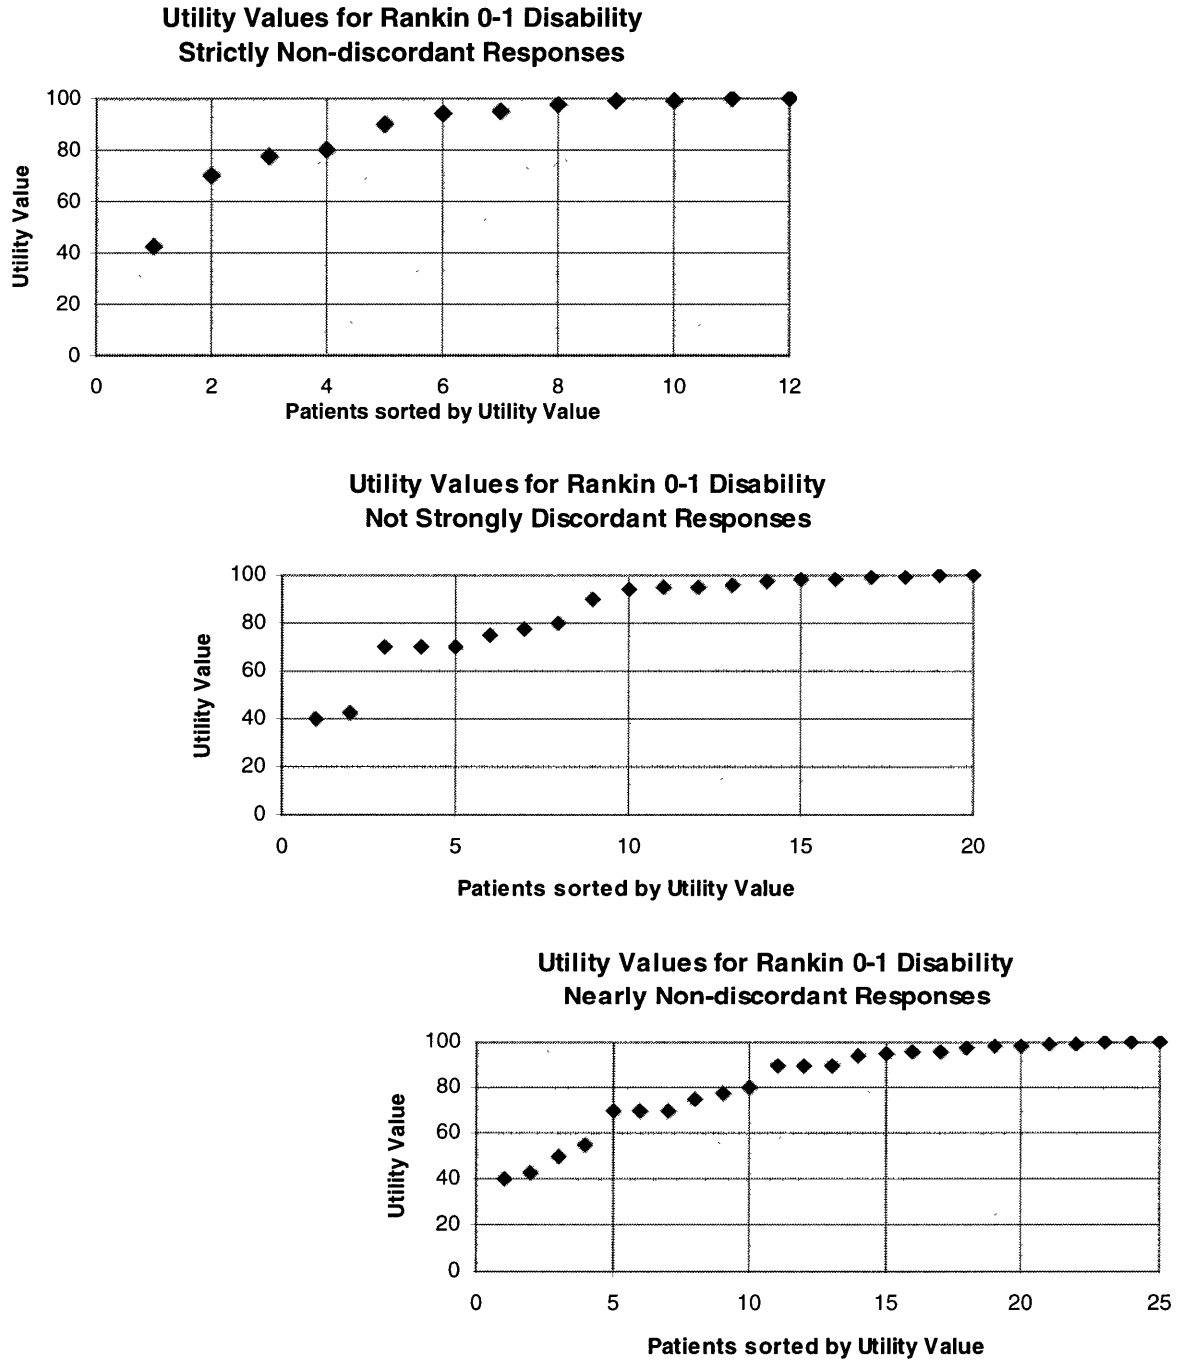 Utility Values for Rankin 0-1 Disability
Strictly Non-discordant Responses
100
80
60
40
20
0
Utility Value
0 2 4 6 8 10 12
Patients sorted by Utility Value
Utility Values for Rankin 0-1 Disability
Not Strongly Discordant Responses
100
80
60
40
20
0
Utility Value
0 5 10 15 20
Patients sorted by Utility Value
Utility Values for Rankin 0-1 Disability
Nearly Non-discordant Responses
100
80
60
40
20
0
Utility Value
0 5 10 15 20 25
Patients sorted by Utility Value